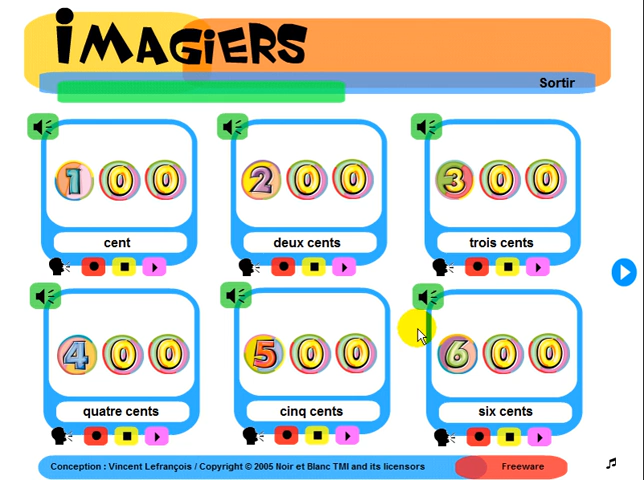 iMAGiERS
Sortir
100 200 300
cent deux cents trois cents
400 500 600
quatre cents cinq cents six cents
Conception : Vincent Lefrançois / Copyright © 2005 Noir et Blanc TMI and its licensors Freeware